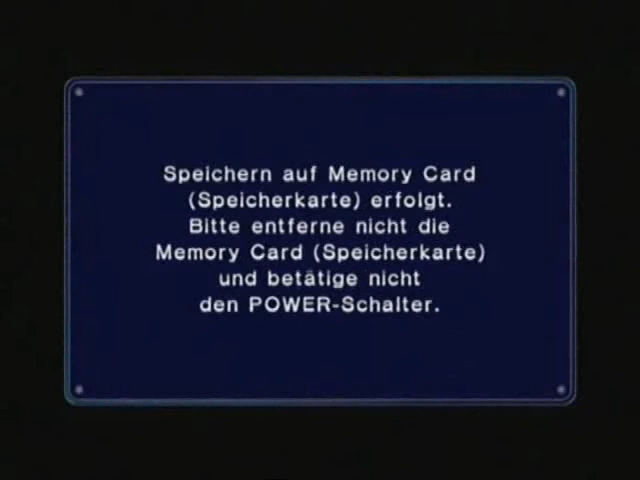 Speichern auf Memory Card
(Speicherkarte) erfolgt.
Bitte entferne nicht die
Memory Card (Speicherkarte)
und betätige nicht
den POWER-Schalter.